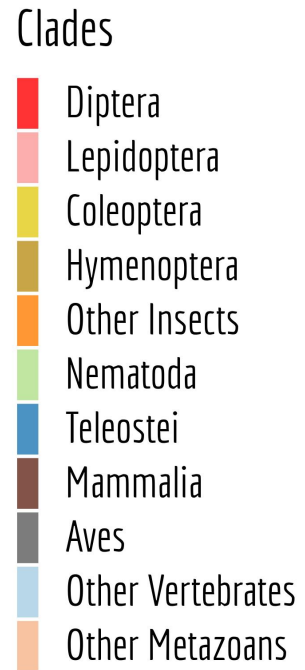 Clades
Diptera
Lepidoptera
Coleoptera
Hymenoptera
Other Insects
Nematoda
Teleostei
Mammalia
Aves
Other Vertebrates
Other Metazoans